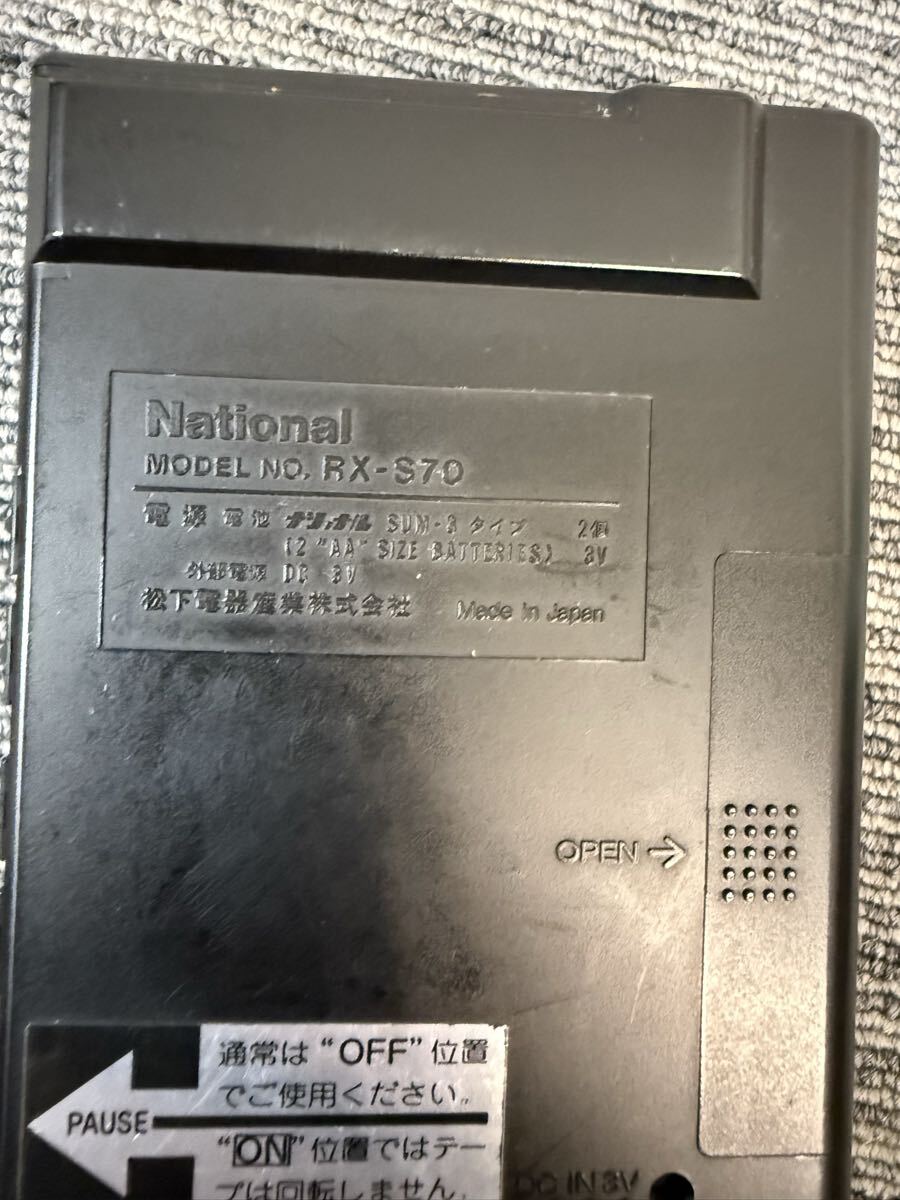 National
MODEL NO. RX-S70
電源 電池 ナショナル SUM-3 タイプ 2個
(2 "AA" SIZE BATTERIES) 3V
外部電源 DC 3V
松下電器産業株式会社 Made in Japan
OPEN →
通常は “OFF” 位置
でご使用ください。
PAUSE
“ON” 位置ではテー
プは回転しません。
DC IN 3V